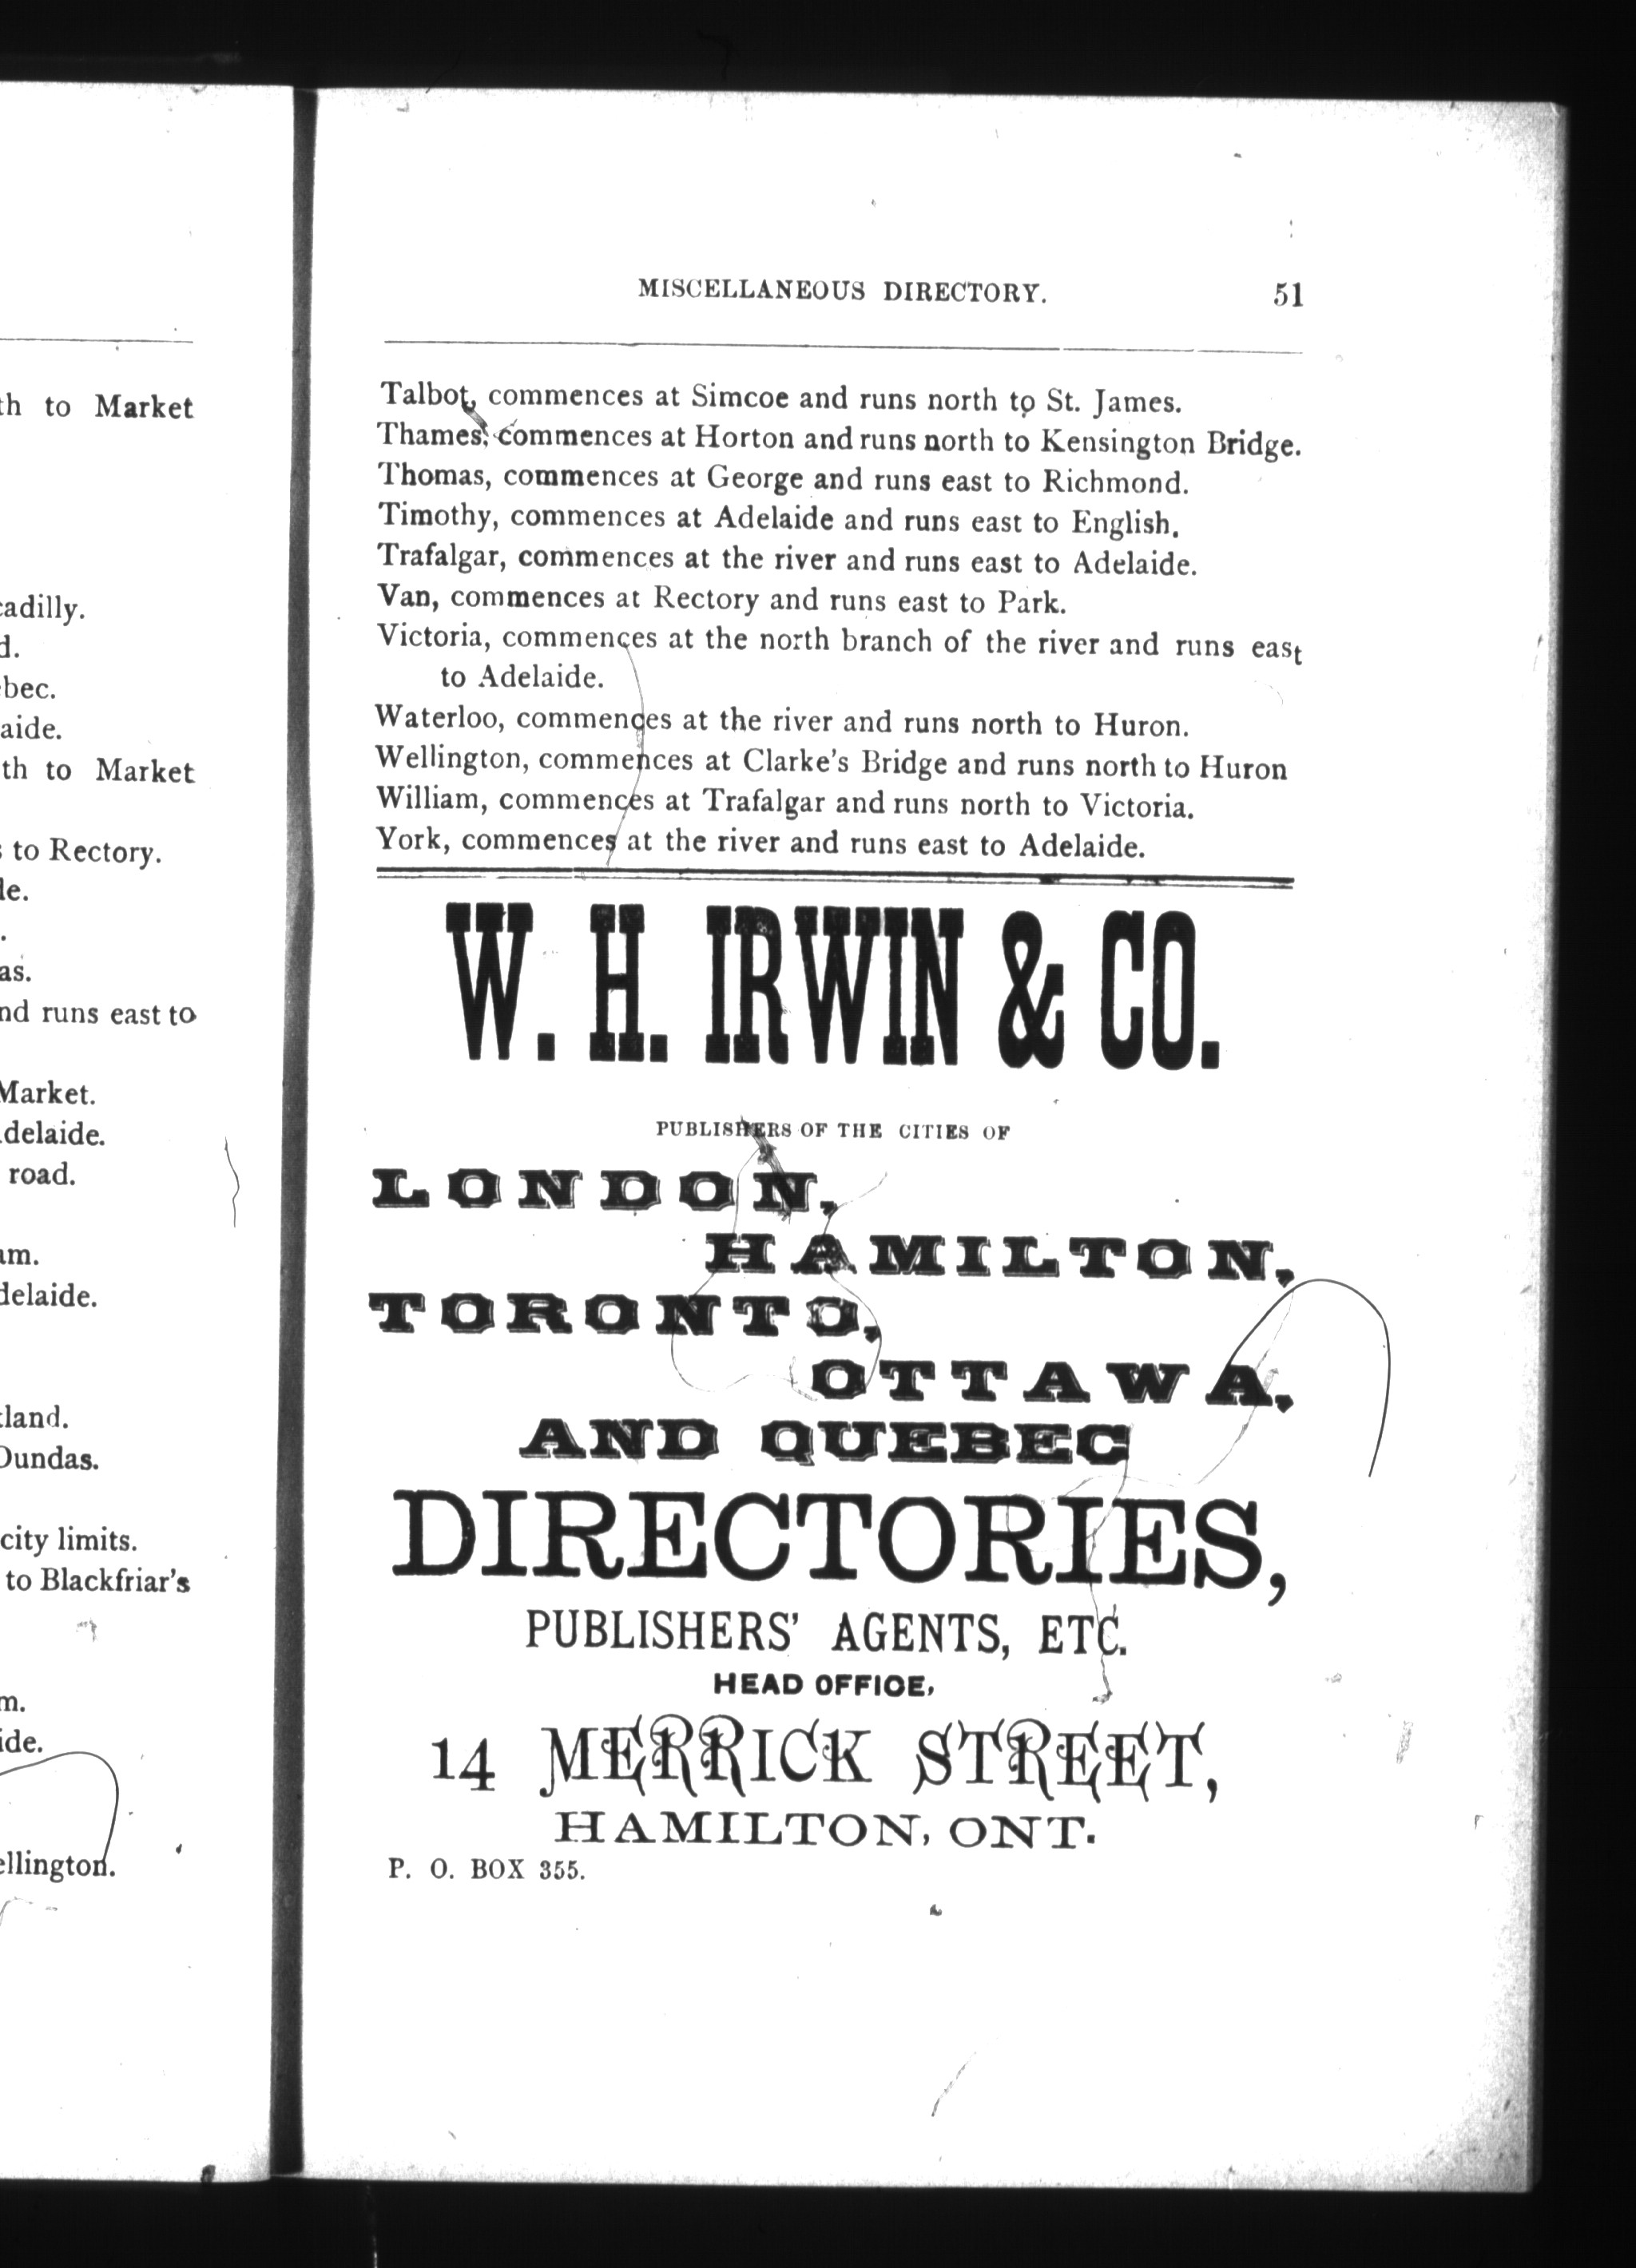 th to Market
adilly.
d.
bec.
aide.
th to Market
to Rectory.
le.
as.
nd runs east to
Market.
delaide.
road.
am.
delaide.
land.
Dundas.
city limits.
to Blackfriar's
m.
ide.
ellington.
MISCELLANEOUS DIRECTORY. 51
Talbot, commences at Simcoe and runs north to St. James.
Thames, commences at Horton and runs north to Kensington Bridge.
Thomas, commences at George and runs east to Richmond.
Timothy, commences at Adelaide and runs east to English.
Trafalgar, commences at the river and runs east to Adelaide.
Van, commences at Rectory and runs east to Park.
Victoria, commences at the north branch of the river and runs east
to Adelaide.
Waterloo, commences at the river and runs north to Huron.
Wellington, commences at Clarke's Bridge and runs north to Huron
William, commences at Trafalgar and runs north to Victoria.
York, commences at the river and runs east to Adelaide.
W. H. IRWIN & CO.
PUBLISHERS OF THE CITIES OF
LONDON,
HAMILTON,
TORONTO,
OTTAWA,
AND QUEBEC
DIRECTORIES,
PUBLISHERS' AGENTS, ETC.
HEAD OFFICE,
14 MERRICK STREET,
HAMILTON, ONT.
P. O. BOX 355.